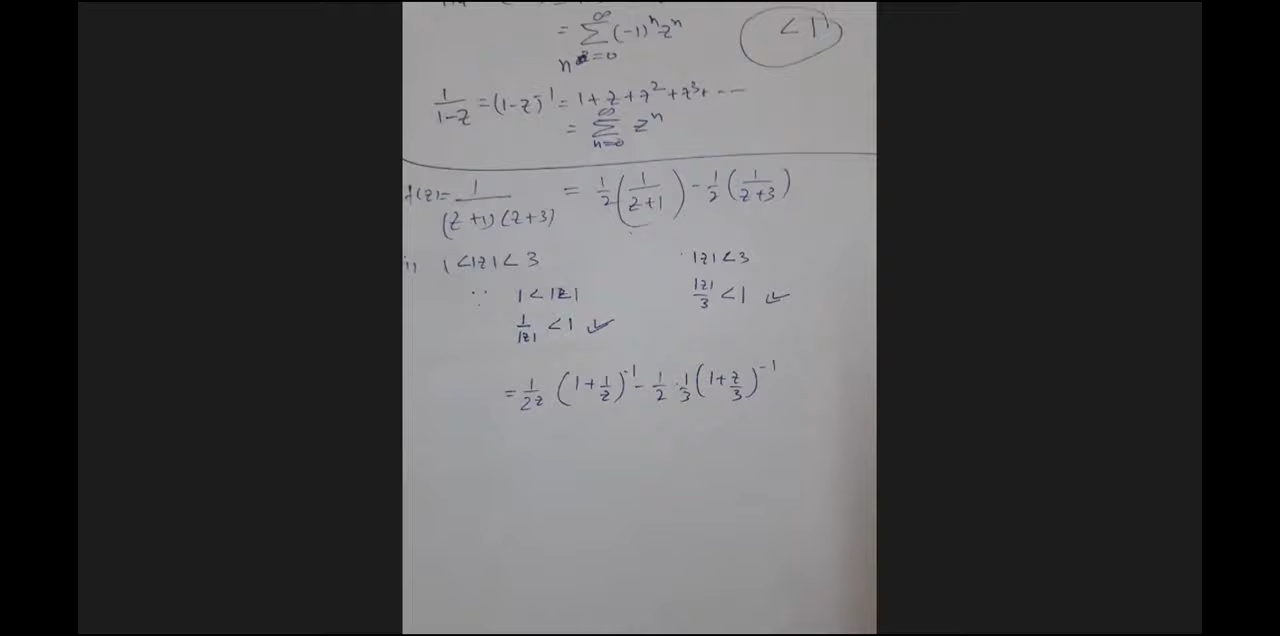 = ∑_{n=0}^{∞} (-1)^n z^n
< 1
1/(1-z) = (1-z)^{-1} = 1 + z + z^2 + z^3 + ----
= ∑_{n=0}^{∞} z^n
f(z) = 1/((z+1)(z+3)) = 1/2 (1/(z+1)) - 1/2 (1/(z+3))
1 < |z| < 3
|z| < 3
∵ 1 < |z|
|z|/3 < 1 ✓
1/|z| < 1 ✓
= 1/2z (1 + 1/z)^{-1} - 1/2 · 1/3 (1 + z/3)^{-1}